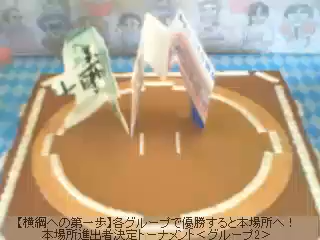 【横綱への第一歩】各グループで優勝すると本場所へ！
本場所進出者決定トーナメント＜グループ2＞